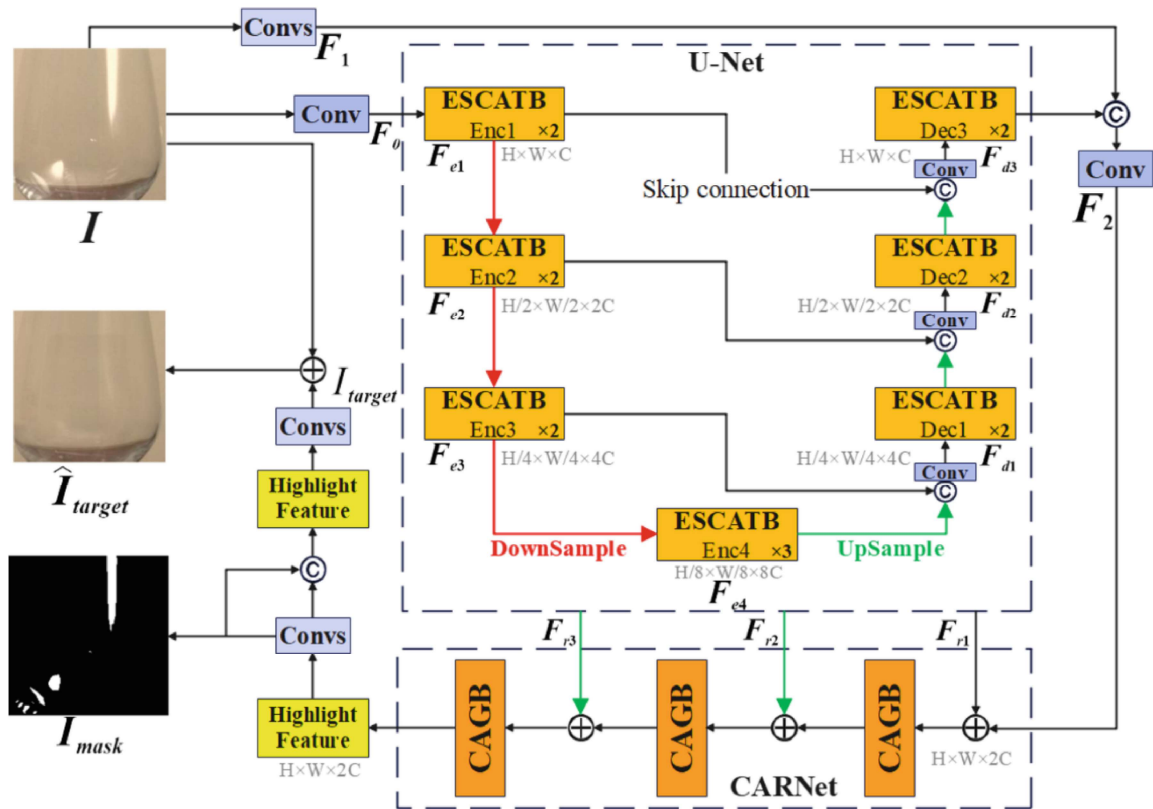 Convs
F1
U-Net
I
Conv
F0
ESCATB
Enc1 ×2
Fe1
H×W×C
ESCATB
Dec3 ×2
H×W×C
Fd3
Conv
C
C
Conv
F2
Skip connection
ESCATB
Enc2 ×2
Fe2
H/2×W/2×2C
ESCATB
Dec2 ×2
H/2×W/2×2C
Fd2
Conv
C
Îtarget
Itarget
Convs
Highlight
Feature
ESCATB
Enc3 ×2
Fe3
H/4×W/4×4C
ESCATB
Dec1 ×2
H/4×W/4×4C
Fd1
Conv
C
DownSample
ESCATB
Enc4 ×3
UpSample
H/8×W/8×8C
Fe4
C
Convs
Imask
Highlight
Feature
H×W×2C
Fr3
Fr2
Fr1
CAGB
CAGB
CAGB
H×W×2C
CARNet